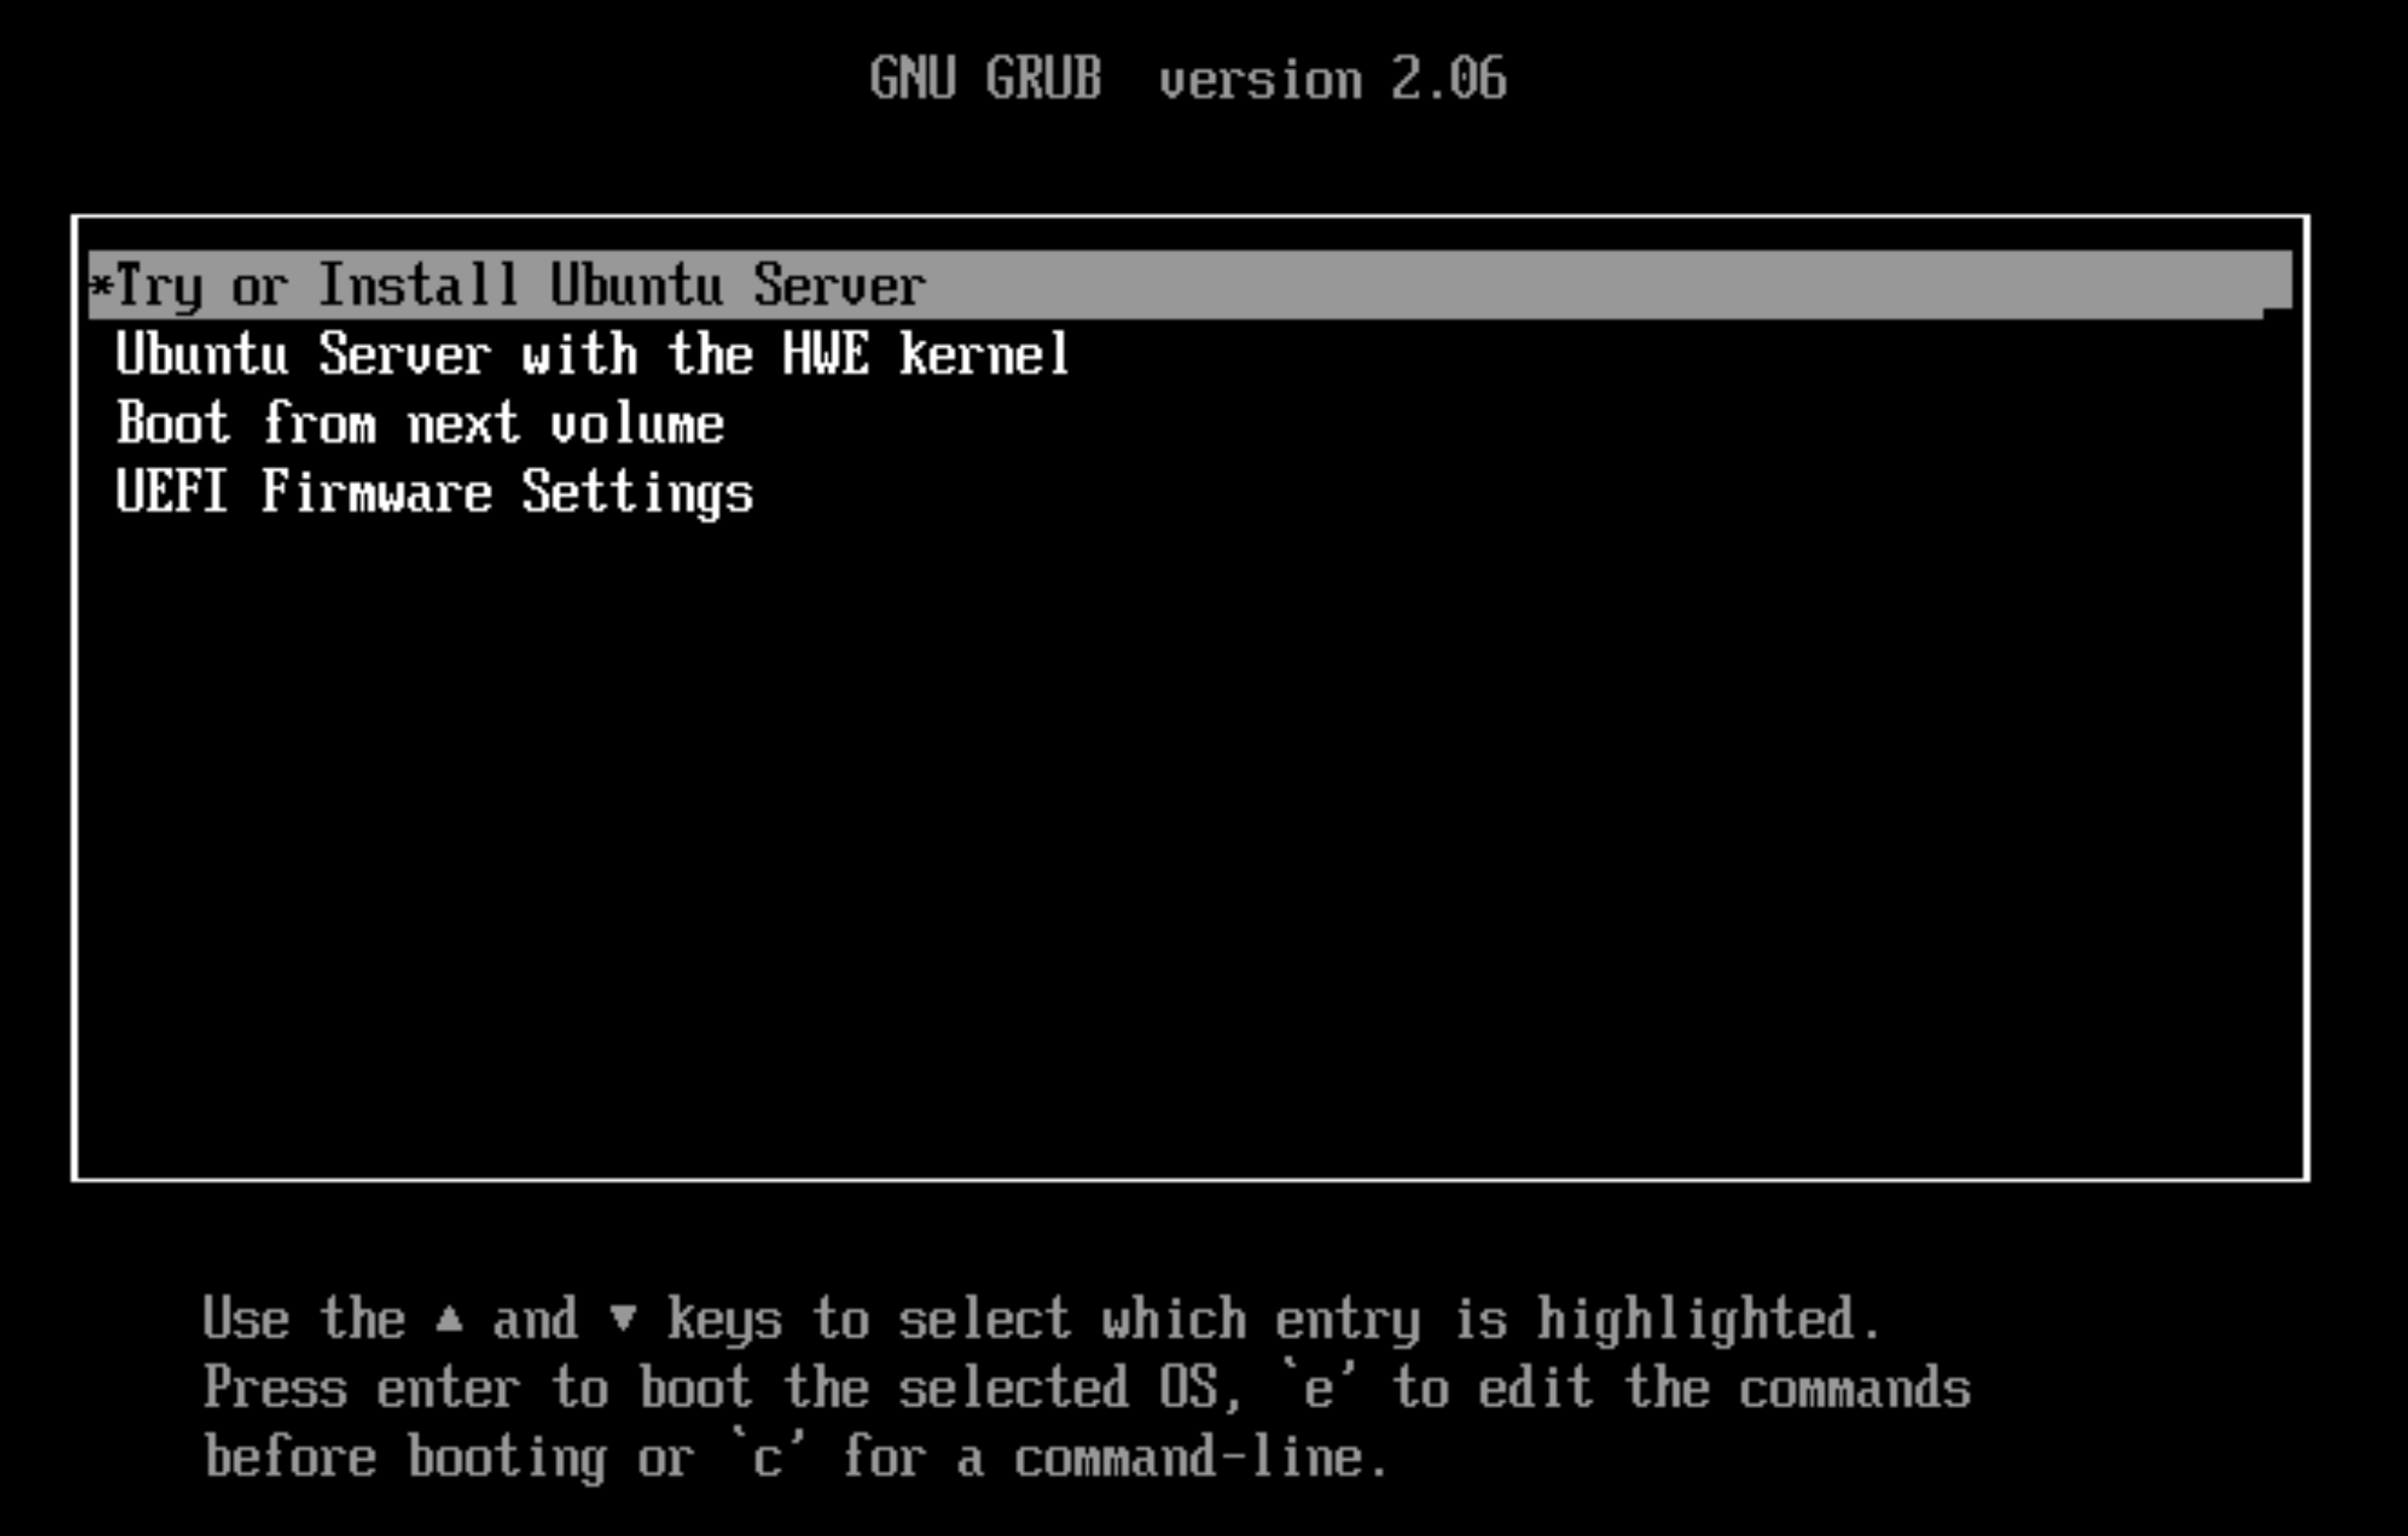 GNU GRUB  version 2.06
*Try or Install Ubuntu Server
Ubuntu Server with the HWE kernel
Boot from next volume
UEFI Firmware Settings
Use the ▲ and ▼ keys to select which entry is highlighted.
Press enter to boot the selected OS, `e' to edit the commands
before booting or `c' for a command-line.